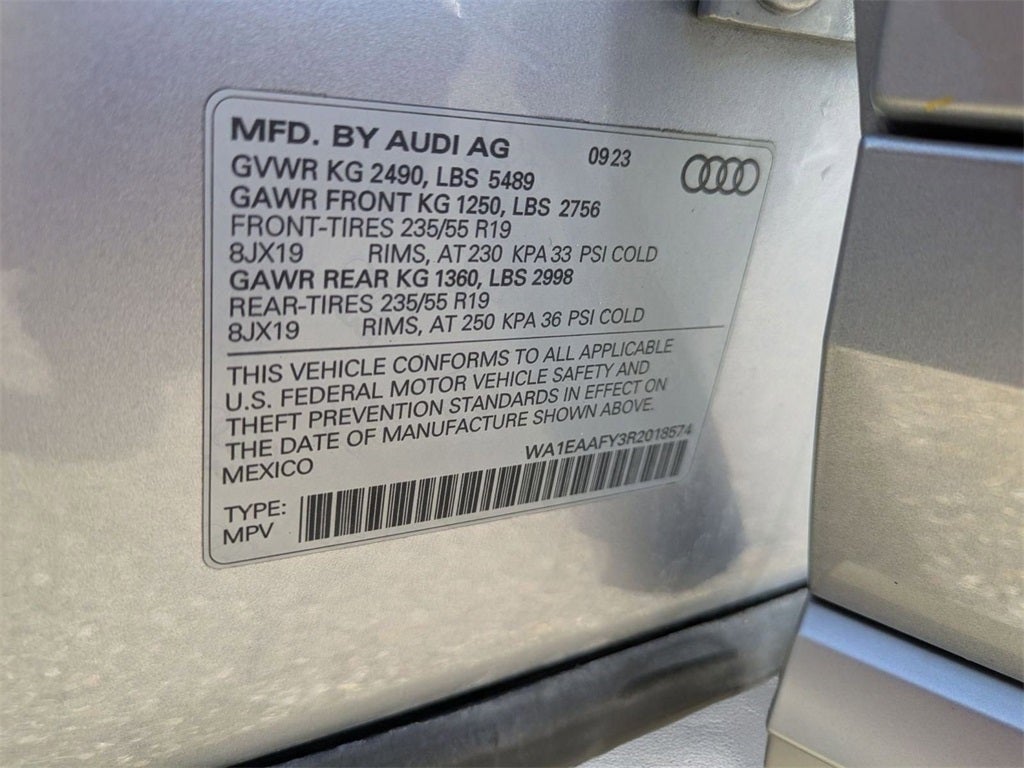 MFD. BY AUDI AG 09 23
GVWR KG 2490, LBS 5489
GAWR FRONT KG 1250, LBS 2756
FRONT-TIRES 235/55 R19
8JX19 RIMS, AT 230 KPA 33 PSI COLD
GAWR REAR KG 1360, LBS 2998
REAR-TIRES 235/55 R19
8JX19 RIMS, AT 250 KPA 36 PSI COLD
THIS VEHICLE CONFORMS TO ALL APPLICABLE
U.S. FEDERAL MOTOR VEHICLE SAFETY AND
THEFT PREVENTION STANDARDS IN EFFECT ON
THE DATE OF MANUFACTURE SHOWN ABOVE.
MEXICO WA1EAAFY3R2018574
TYPE:
MPV